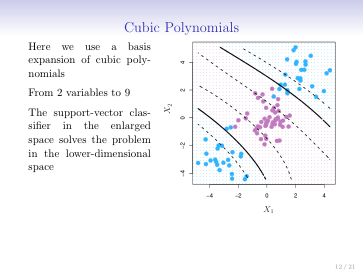 Cubic Polynomials
Here we use a basis
expansion of cubic poly-
nomials
From 2 variables to 9
The support-vector clas-
sifier in the enlarged
space solves the problem
in the lower-dimensional
space
X₂
4
2
0
−2
−4
−4 −2 0 2 4
X₁
12 / 21